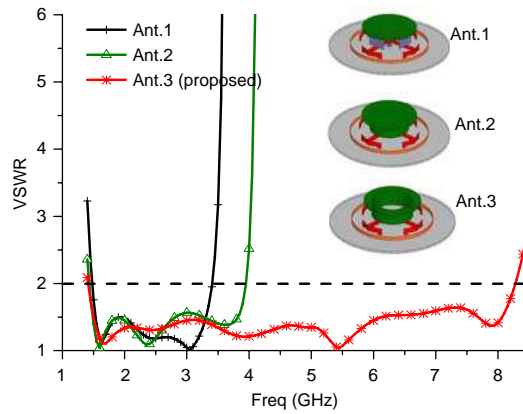 6
5
4
3
2
1
VSWR
1 2 3 4 5 6 7 8
Freq (GHz)
Ant.1
Ant.2
Ant.3 (proposed)
Ant.1
Ant.2
Ant.3